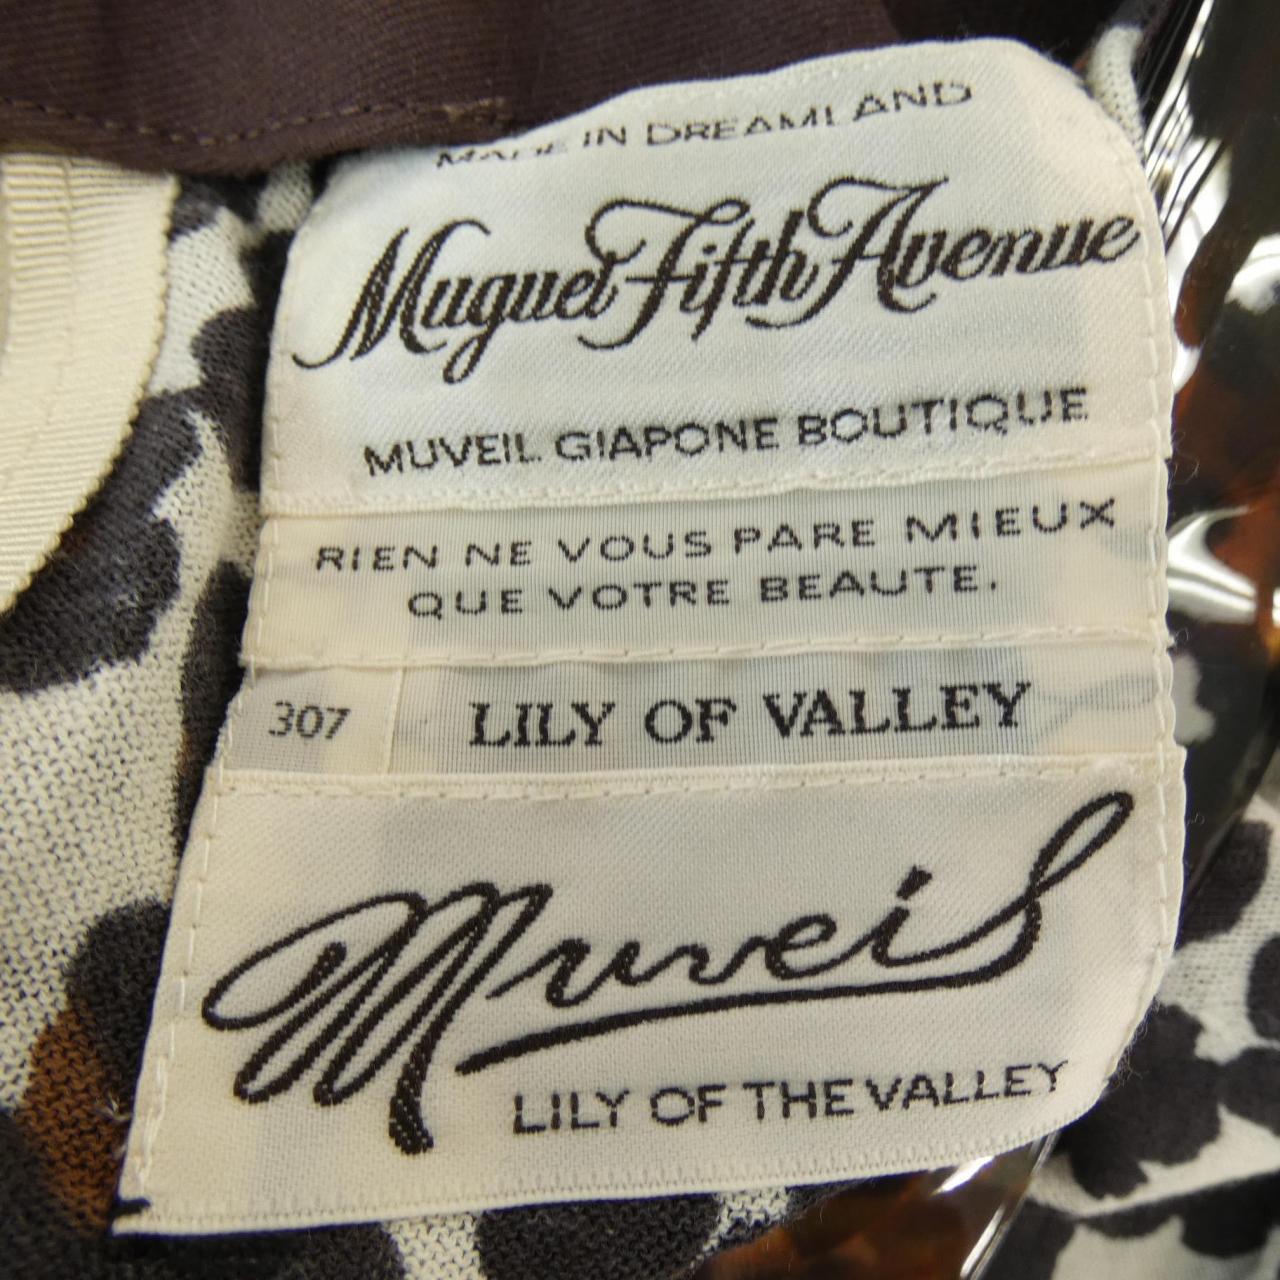 MADE IN DREAMLAND
Muguet Fifth Avenue
MUVEIL GIAPONE BOUTIQUE
RIEN NE VOUS PARE MIEUX
QUE VOTRE BEAUTE.
307 LILY OF VALLEY
Muveil
LILY OF THE VALLEY